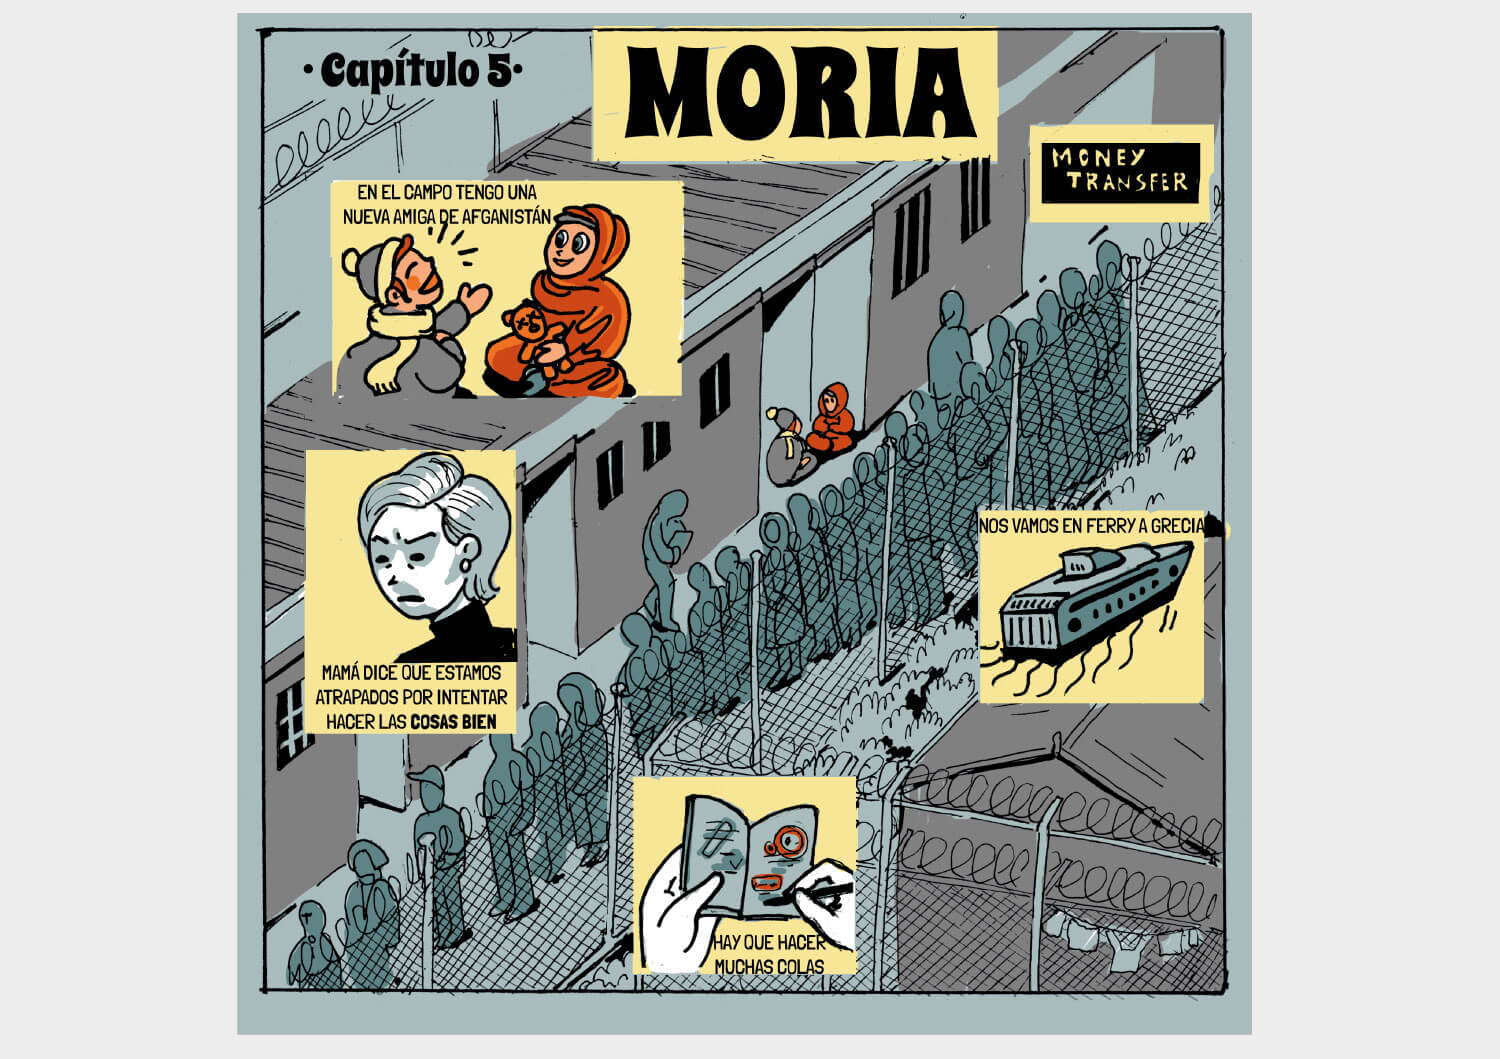 · Capítulo 5 ·
MORIA
MONEY
TRANSFER
EN EL CAMPO TENGO UNA
NUEVA AMIGA DE AFGANISTÁN
MAMÁ DICE QUE ESTAMOS
ATRAPADOS POR INTENTAR
HACER LAS COSAS BIEN
NOS VAMOS EN FERRY A GRECIA
HAY QUE HACER
MUCHAS COLAS